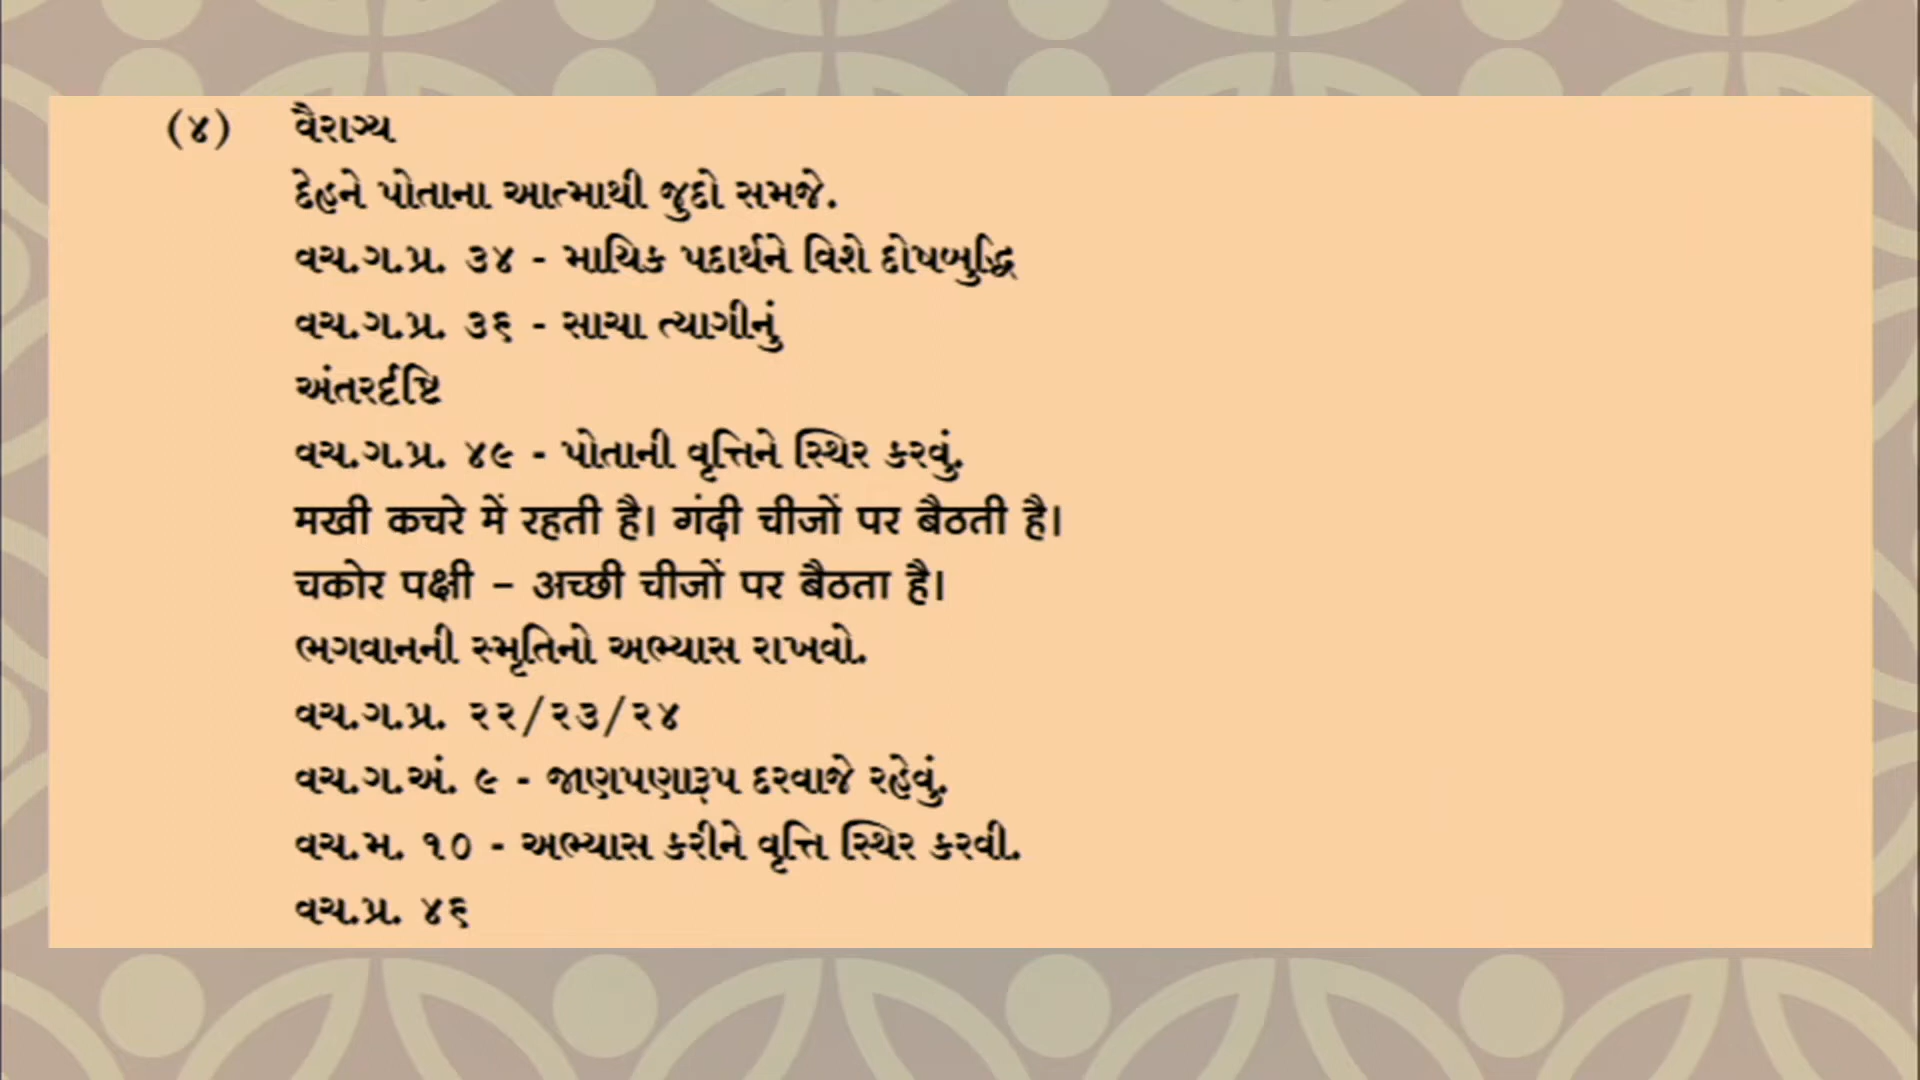 (૪) વૈરાગ્ય
દેહને પોતાના આત્માથી જુદો સમજે.
વચ.ગ.પ્ર. ૩૪ - માયિક પદાર્થને વિશે દોષબુદ્ધિ
વચ.ગ.પ્ર. ૩૬ - સાચા ત્યાગીનું
અંતરર્દષ્ટિ
વચ.ગ.પ્ર. ૪૯ - પોતાની વૃત્તિને સ્થિર કરવું.
मखी कचरे में रहती है। गंद़ी चीजों पर बैठती है।
चकोर पक्षी – अच्छी चीजों पर बैठता है।
ભગવાનની સ્મૃતિનો અભ્યાસ રાખવો.
વચ.ગ.પ્ર. ૨૨/૨૩/૨૪
વચ.ગ.અં. ૯ - જાણપણારૂપ દરવાજે રહેવું.
વચ.મ. ૧૦ - અભ્યાસ કરીને વૃત્તિ સ્થિર કરવી.
વચ.પ્ર. ૪૬